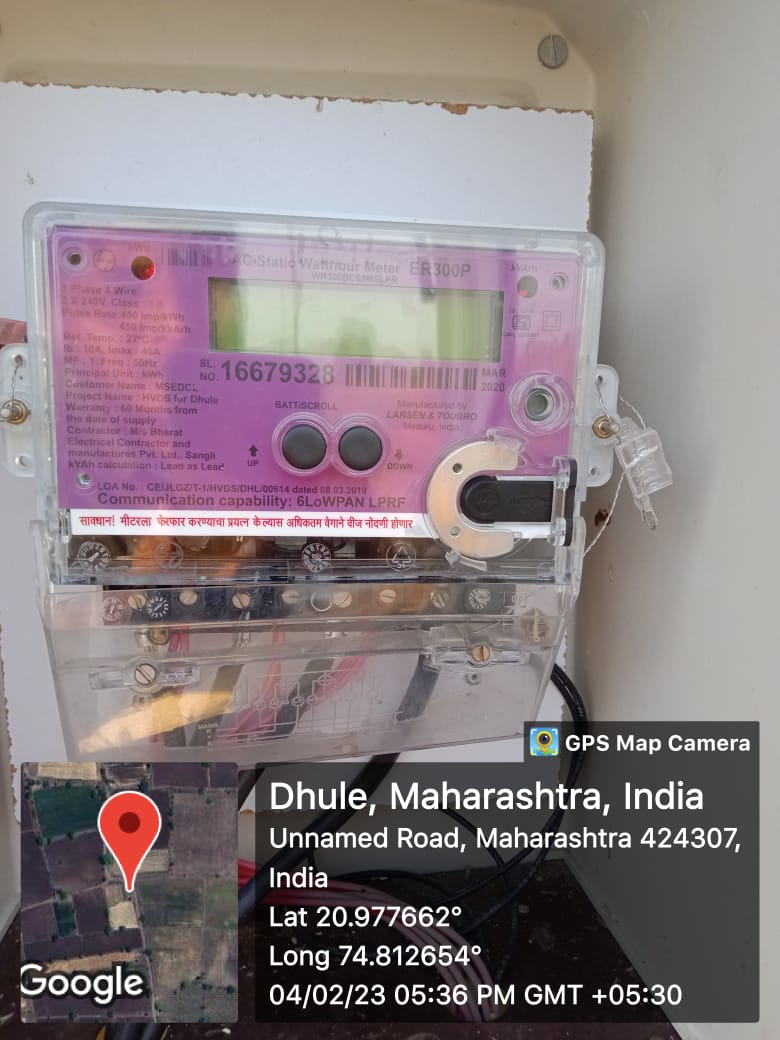 kWh
AC Static Watthour Meter ER300P
WR300BC63MSLPR
kVArh
3 Phase 4 Wire
3 X 240V, Class : 1.0
Pulse Rate:450 imp/kWh
450 imp/kVArh
Ref. Temp. : 27°C
Ib : 10A, Imax : 40A
MF : 1, Freq : 50Hz
Principal Unit : kWh
Customer Name : MSEDCL
Project Name : HVDS for Dhule
Warranty : 60 Months from
the date of supply
Contractor : M/s Bharat
Electrical Contractor and
manufactures Pvt. Ltd., Sangli
kVAh calculation : Lead as Lead
SL.
NO. 16679328
MAR
2020
BATT/SCROLL
UP
DOWN
Manufactured by
LARSEN & TOUBRO
Mysuru, India
LOA No. : CE/JLGZ/T-1/HVDS/DHL/00614 dated 08.03.2019
Communication capability: 6LoWPAN LPRF
सावधान! मीटरला फेरफार करण्याचा प्रयत्न केल्यास अधिकतम वेगाने वीज नोंदणी होणार
MAINS
GPS Map Camera
Dhule, Maharashtra, India
Unnamed Road, Maharashtra 424307,
India
Lat 20.977662°
Long 74.812654°
04/02/23 05:36 PM GMT +05:30
Google